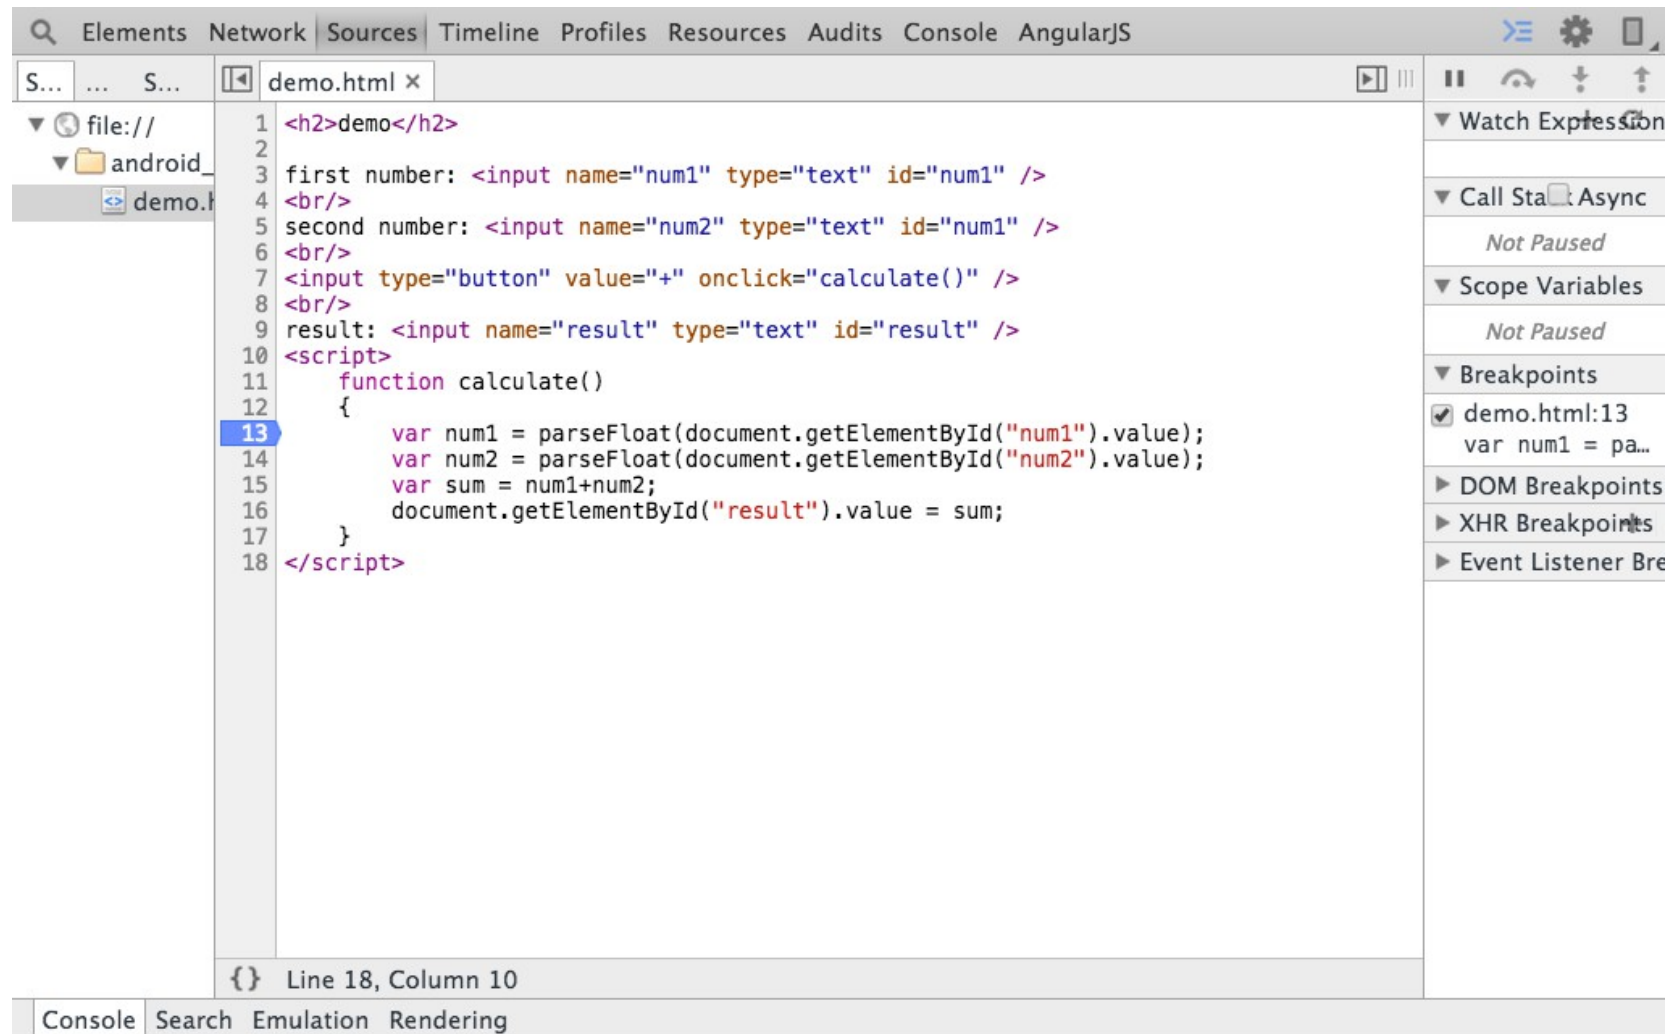 Elements Network Sources Timeline Profiles Resources Audits Console AngularJS
S... ... S... demo.html ×
file://
android_
demo.h
1 <h2>demo</h2>
2
3 first number: <input name="num1" type="text" id="num1" />
4 <br/>
5 second number: <input name="num2" type="text" id="num1" />
6 <br/>
7 <input type="button" value="+" onclick="calculate()" />
8 <br/>
9 result: <input name="result" type="text" id="result" />
10 <script>
11     function calculate()
12     {
13         var num1 = parseFloat(document.getElementById("num1").value);
14         var num2 = parseFloat(document.getElementById("num2").value);
15         var sum = num1+num2;
16         document.getElementById("result").value = sum;
17     }
18 </script>
{} Line 18, Column 10
Watch Expression
Call Sta Async
Not Paused
Scope Variables
Not Paused
Breakpoints
demo.html:13
var num1 = pa…
DOM Breakpoints
XHR Breakpoints
Event Listener Bre
Console Search Emulation Rendering